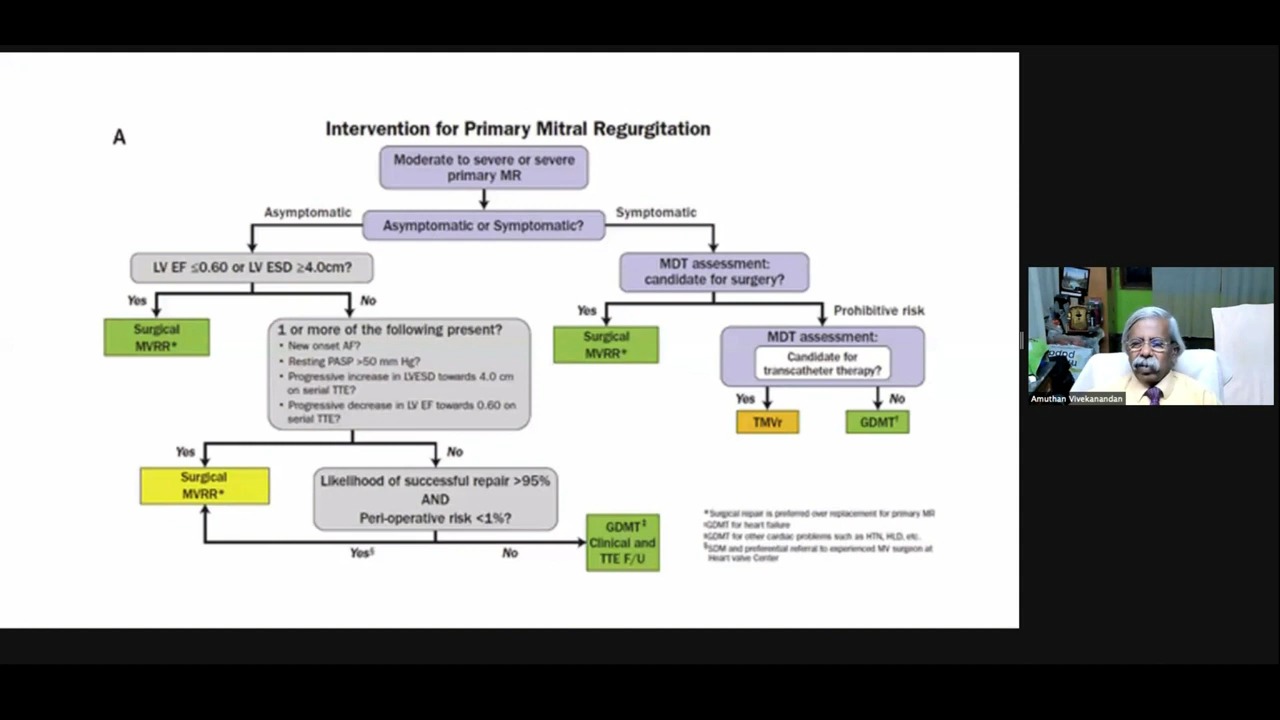 A
Intervention for Primary Mitral Regurgitation
Moderate to severe or severe
primary MR
Asymptomatic
Asymptomatic or Symptomatic?
Symptomatic
LV EF ≤0.60 or LV ESD ≥4.0cm?
MDT assessment:
candidate for surgery?
Yes
No
Yes
Prohibitive risk
Surgical
MVRR*
1 or more of the following present?
• New onset AF?
• Resting PASP >50 mm Hg?
• Progressive increase in LVESD towards 4.0 cm
on serial TTE?
• Progressive decrease in LV EF towards 0.60 on
serial TTE?
Surgical
MVRR*
MDT assessment:
Candidate for
transcatheter therapy?
Yes
No
TMVr
GDMT†
Yes
No
Surgical
MVRR*
Likelihood of successful repair >95%
AND
Peri-operative risk <1%?
Yes§
No
GDMT‡
Clinical and
TTE F/U
*Surgical repair is preferred over replacement for primary MR
GDMT for heart failure
GDMT for other cardiac problems such as HTN, HLD, etc.
§SDM and preferential referral to experienced MV surgeon at
Heart valve Center
Amuthan Vivekanandan